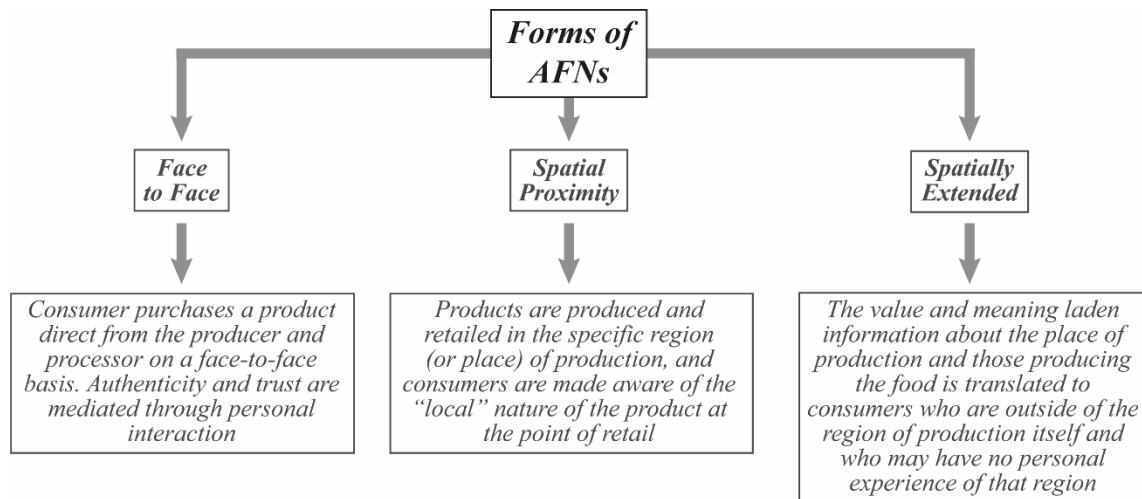 Forms of
AFNs
Face
to Face
Spatial
Proximity
Spatially
Extended
Consumer purchases a product
direct from the producer and
processor on a face-to-face
basis. Authenticity and trust are
mediated through personal
interaction
Products are produced and
retailed in the specific region
(or place) of production, and
consumers are made aware of the
“local” nature of the product at
the point of retail
The value and meaning laden
information about the place of
production and those producing
the food is translated to
consumers who are outside of the
region of production itself and
who may have no personal
experience of that region